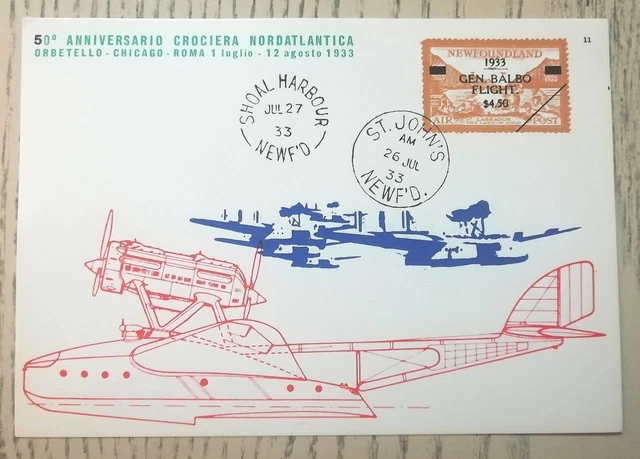 50° ANNIVERSARIO CROCIERA NORDATLANTICA
ORBETELLO - CHICAGO - ROMA 1 luglio - 12 agosto 1933
11
NEWFOUNDLAND
1933
GEN. BALBO
FLIGHT.
$4.50
LABRADOR
AIR POST
SHOAL HARBOUR
JUL 27
33
NEWF'D
ST. JOHN'S
AM
26 JUL
33
NEWF'D.